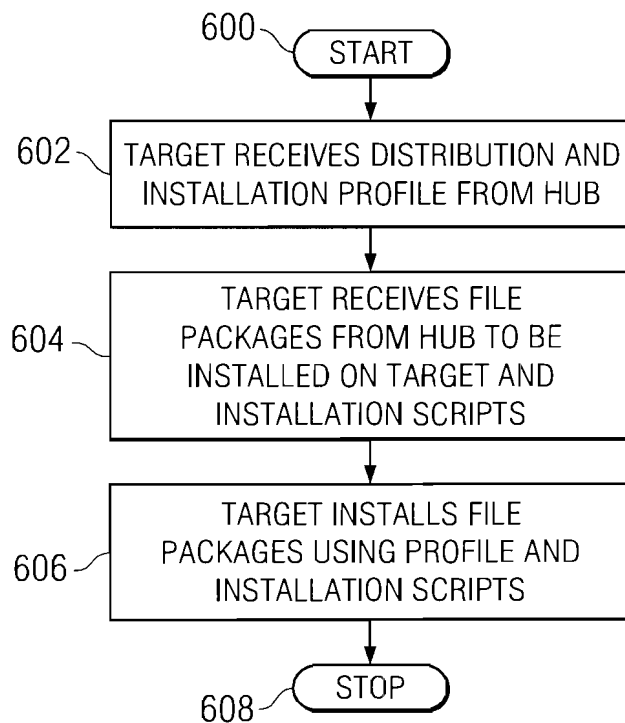 600
START
602
TARGET RECEIVES DISTRIBUTION AND
INSTALLATION PROFILE FROM HUB
604
TARGET RECEIVES FILE
PACKAGES FROM HUB TO BE
INSTALLED ON TARGET AND
INSTALLATION SCRIPTS
606
TARGET INSTALLS FILE
PACKAGES USING PROFILE AND
INSTALLATION SCRIPTS
608
STOP